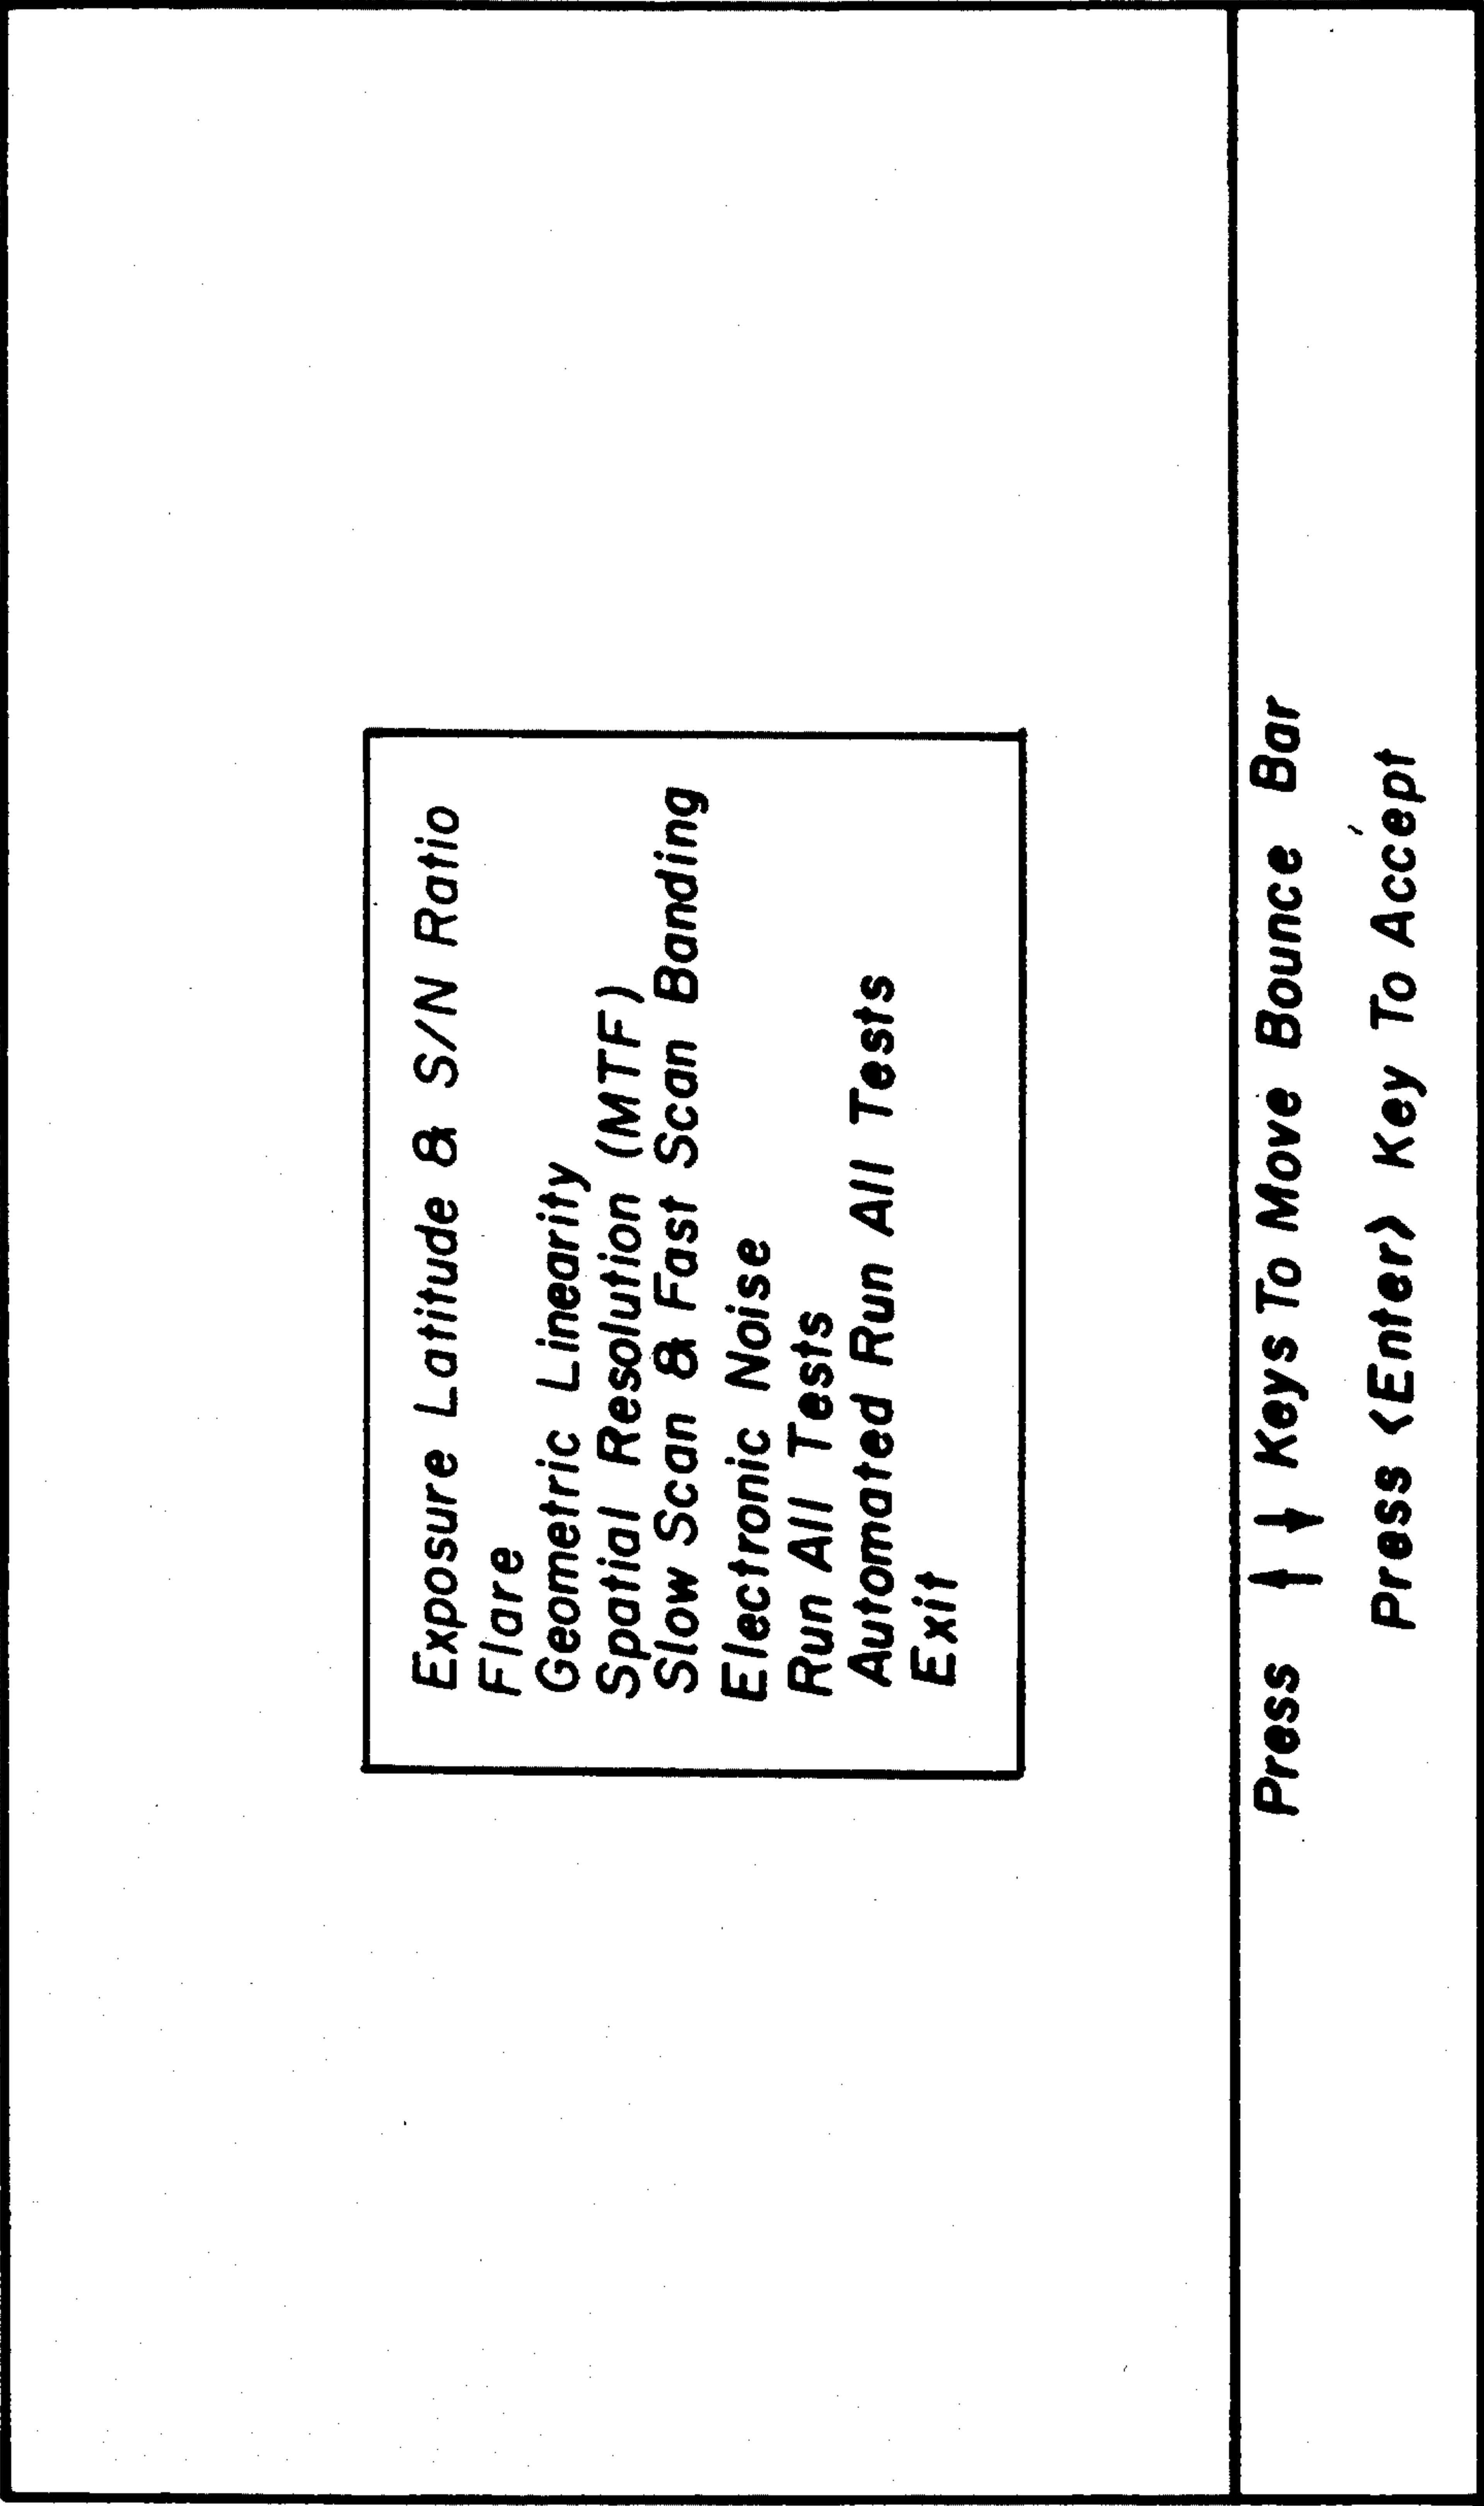 Exposure Latitude & S/N Ratio
Flare
Geometric Linearity
Spatial Resolution (MTF)
Slow Scan & Fast Scan Banding
Electronic Noise
Run All Tests
Automated Run All Tests
Exit
Press ↑ ↓ Keys To Move Bounce Bar
Press <Enter> Key To Accept